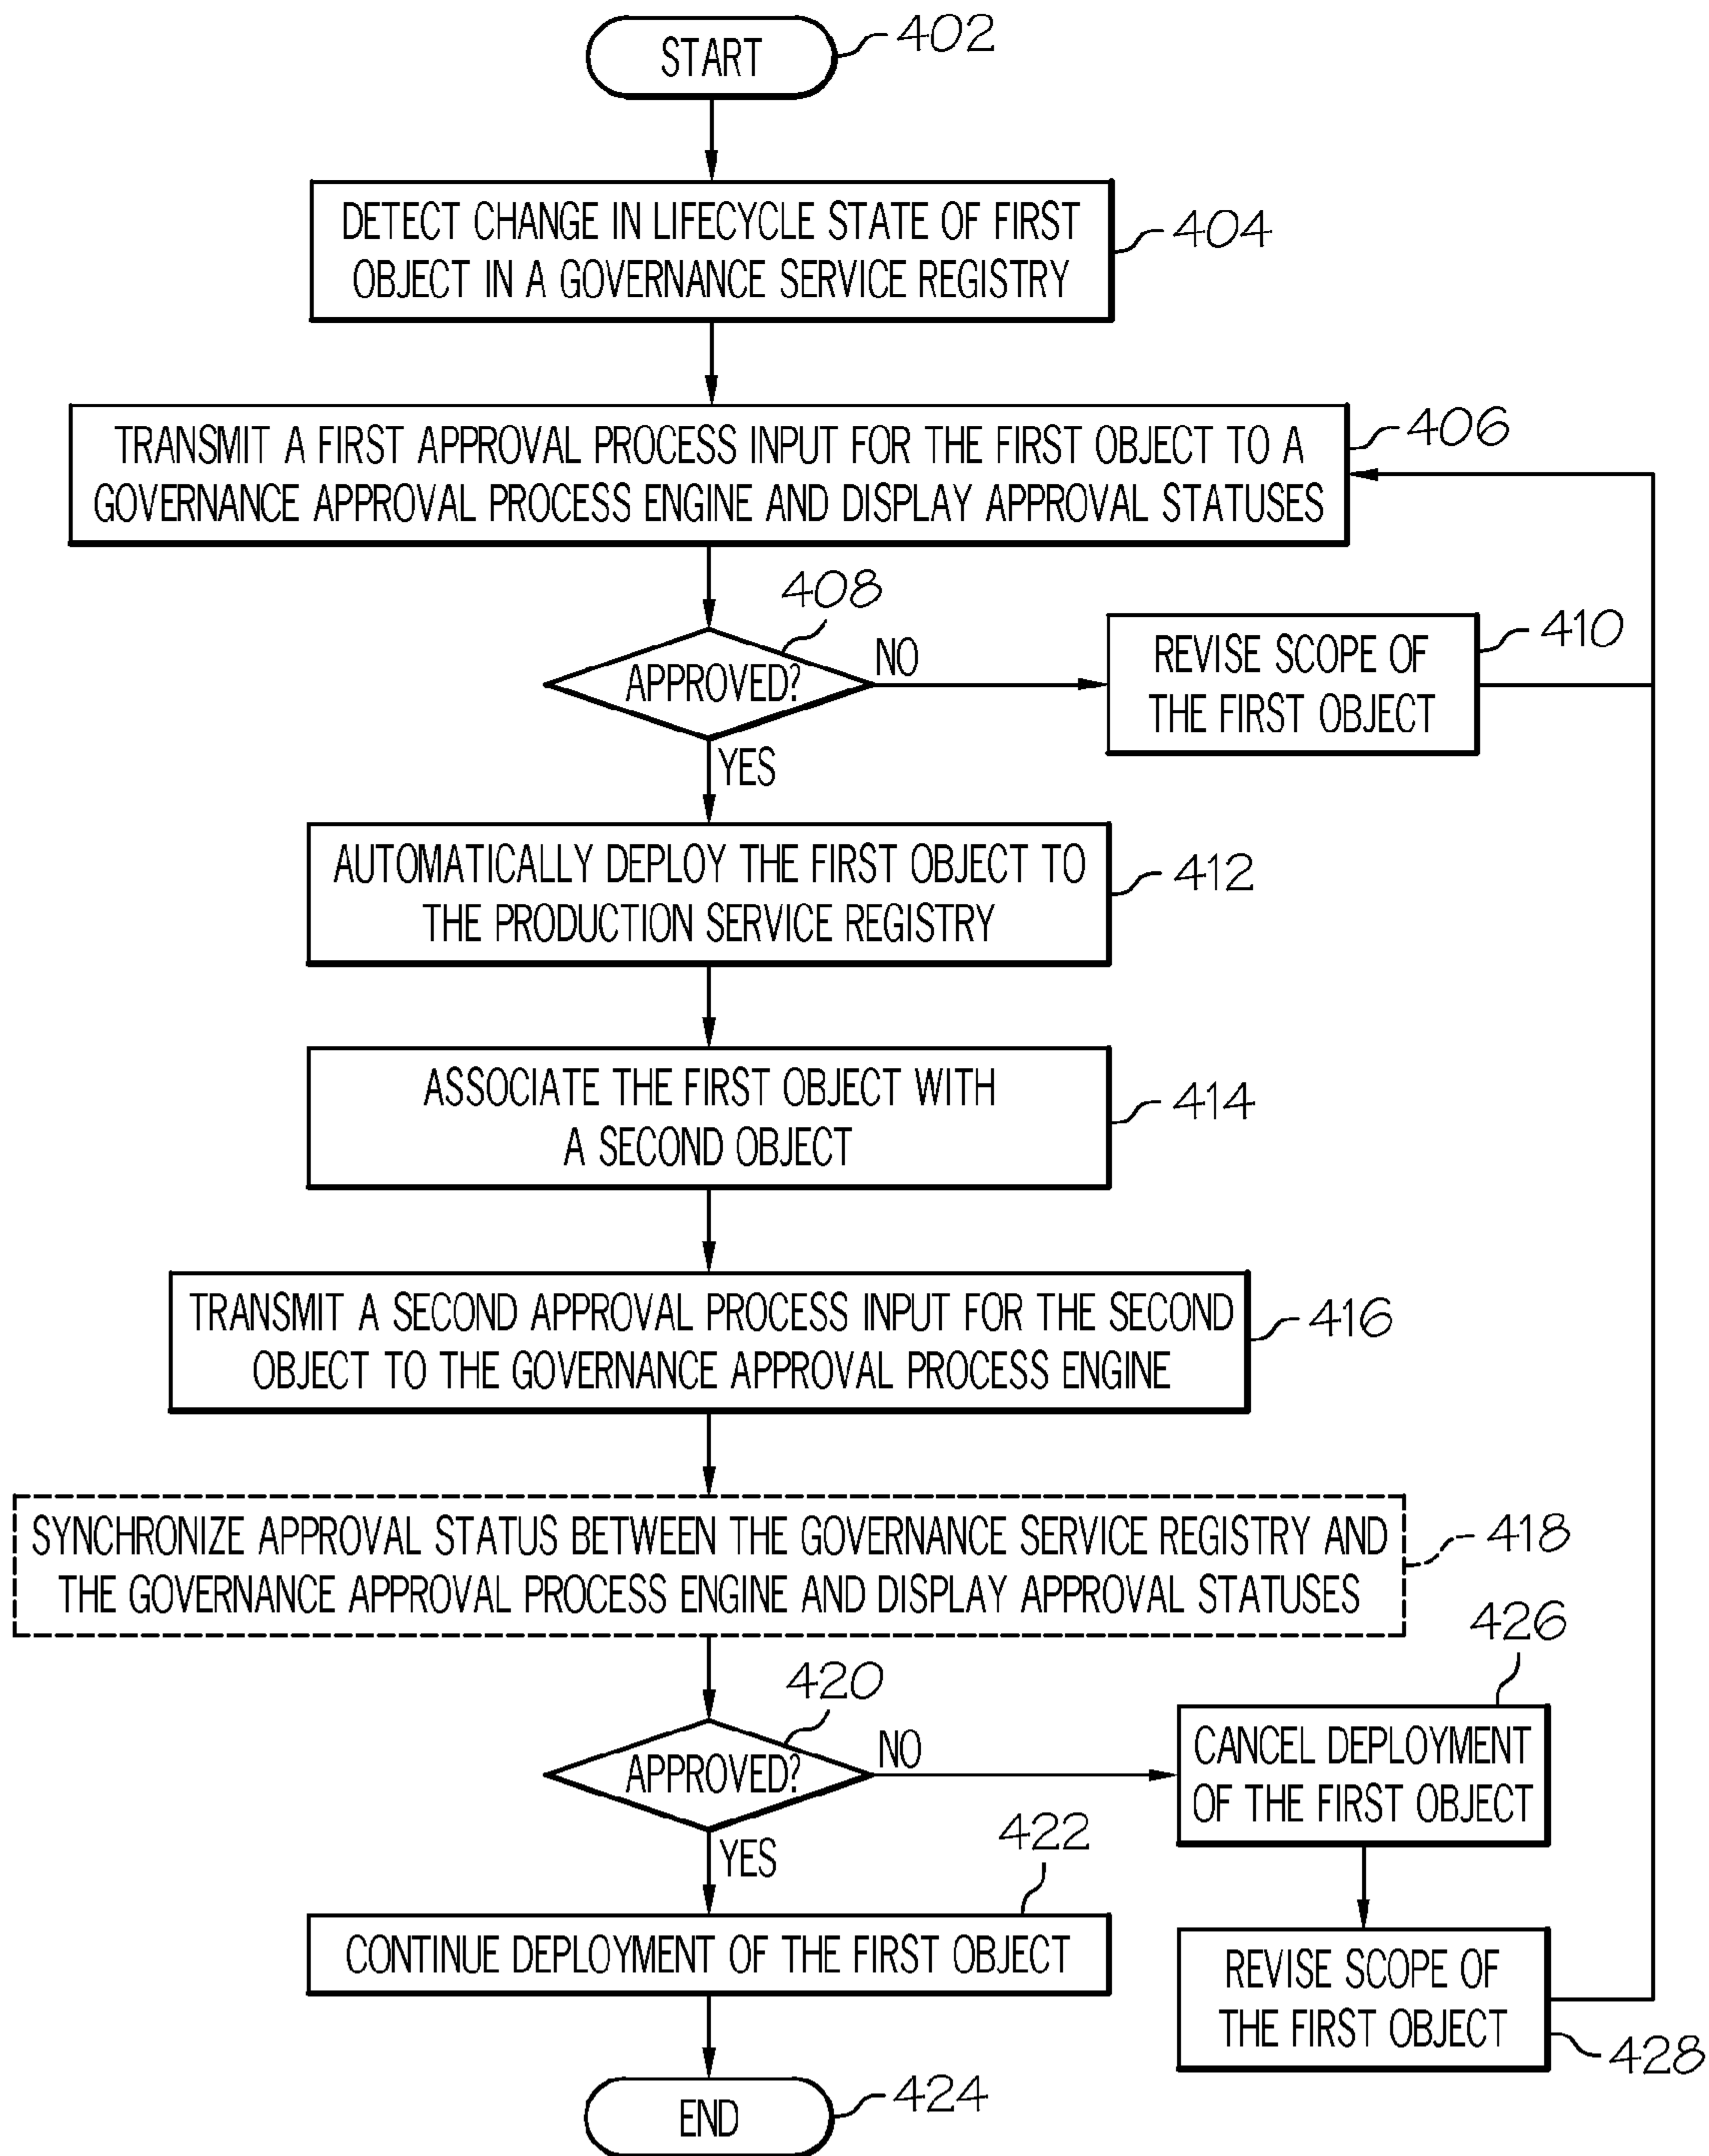 START
402
DETECT CHANGE IN LIFECYCLE STATE OF FIRST
OBJECT IN A GOVERNANCE SERVICE REGISTRY
404
TRANSMIT A FIRST APPROVAL PROCESS INPUT FOR THE FIRST OBJECT TO A
GOVERNANCE APPROVAL PROCESS ENGINE AND DISPLAY APPROVAL STATUSES
406
408
APPROVED?
NO
REVISE SCOPE OF
THE FIRST OBJECT
410
YES
AUTOMATICALLY DEPLOY THE FIRST OBJECT TO
THE PRODUCTION SERVICE REGISTRY
412
ASSOCIATE THE FIRST OBJECT WITH
A SECOND OBJECT
414
TRANSMIT A SECOND APPROVAL PROCESS INPUT FOR THE SECOND
OBJECT TO THE GOVERNANCE APPROVAL PROCESS ENGINE
416
SYNCHRONIZE APPROVAL STATUS BETWEEN THE GOVERNANCE SERVICE REGISTRY AND
THE GOVERNANCE APPROVAL PROCESS ENGINE AND DISPLAY APPROVAL STATUSES
418
420
APPROVED?
NO
426
CANCEL DEPLOYMENT
OF THE FIRST OBJECT
YES
422
CONTINUE DEPLOYMENT OF THE FIRST OBJECT
REVISE SCOPE OF
THE FIRST OBJECT
428
END
424